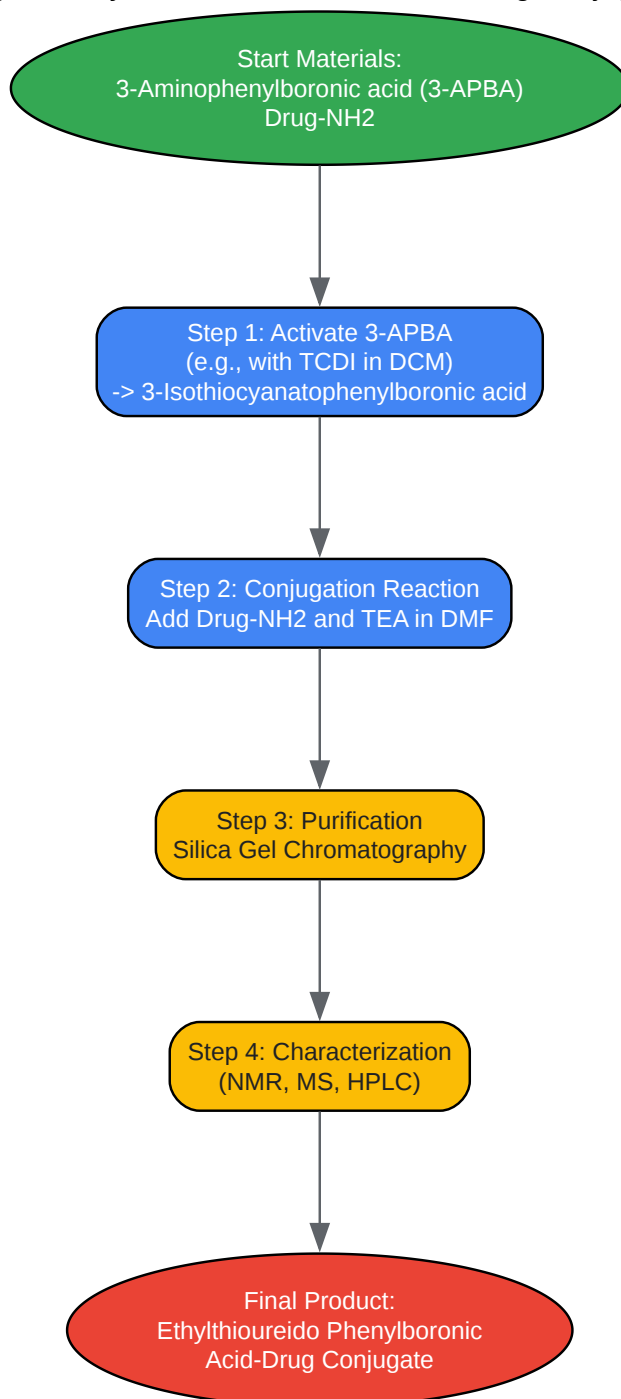 Start Materials:
3-Aminophenylboronic acid (3-APBA)
Drug-NH2
Step 1: Activate 3-APBA
(e.g., with TCDI in DCM)
-> 3-Isothiocyanatophenylboronic acid
Step 2: Conjugation Reaction
Add Drug-NH2 and TEA in DMF
Step 3: Purification
Silica Gel Chromatography
Step 4: Characterization
(NMR, MS, HPLC)
Final Product:
Ethylthioureido Phenylboronic
Acid-Drug Conjugate